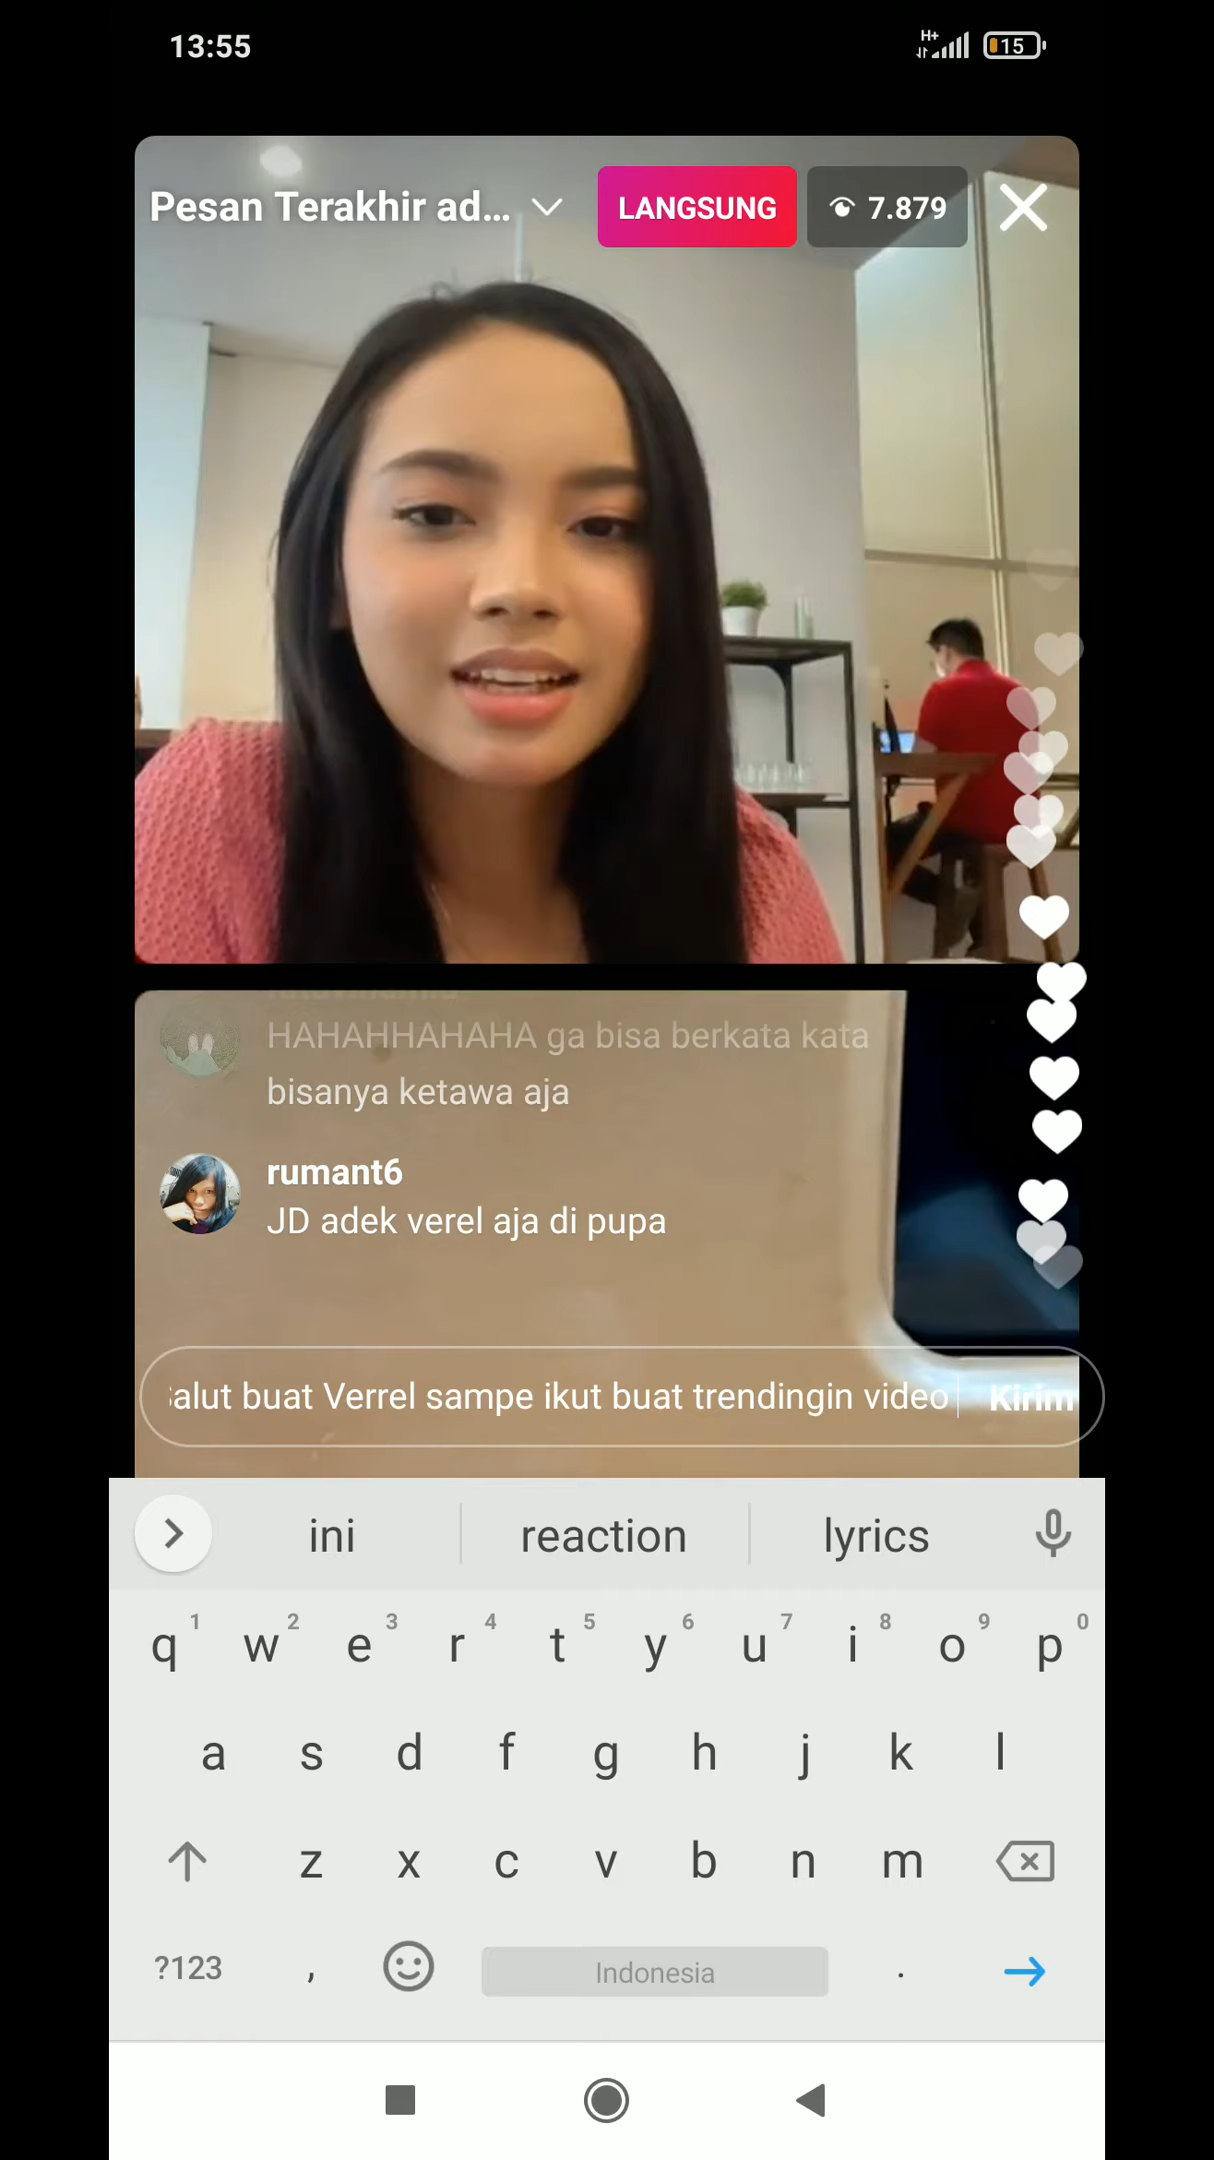 13:55
H+
15
Pesan Terakhir ad...
LANGSUNG
7.879
HAHAHHAHAHA ga bisa berkata kata
bisanya ketawa aja
rumant6
JD adek verel aja di pupa
alut buat Verrel sampe ikut buat trendingin video
Kirim
ini
reaction
lyrics
q 1 w 2 e 3 r 4 t 5 y 6 u 7 i 8 o 9 p 0
a s d f g h j k l
z x c v b n m
?123 , Indonesia .